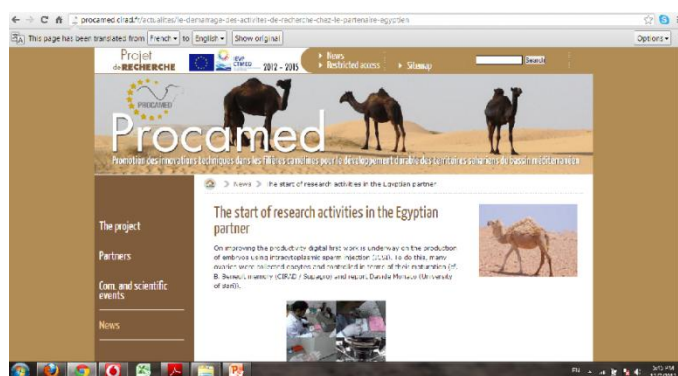 procamed.cirad.fr/actualites/le-demarrage-des-activites-de-recherche-chez-le-partenaire-egyptien
This page has been translated from French to English Show original Options
Projet
de RECHERCHE
2012 - 2015
News
Restricted access
Sitemap
Search
PROCAMED
Procamed
Promotion des innovations techniques dans les filières camelines pour le développement durable des territoires sahariens du bassin méditerranéen
News > The start of research activities in the Egyptian partner
The start of research activities in the Egyptian
partner
The project
Partners
Com. and scientific
events
News
On improving the productivity digital first work is underway on the production
of embryos using intracytoplasmic sperm injection (ICSI). To do this, many
ovaries were collected oocytes and controlled in terms of their maturation (cf.
B. Benoit memory (CIRAD / Supagro) and report Davide Monaco (University
of Bari)).